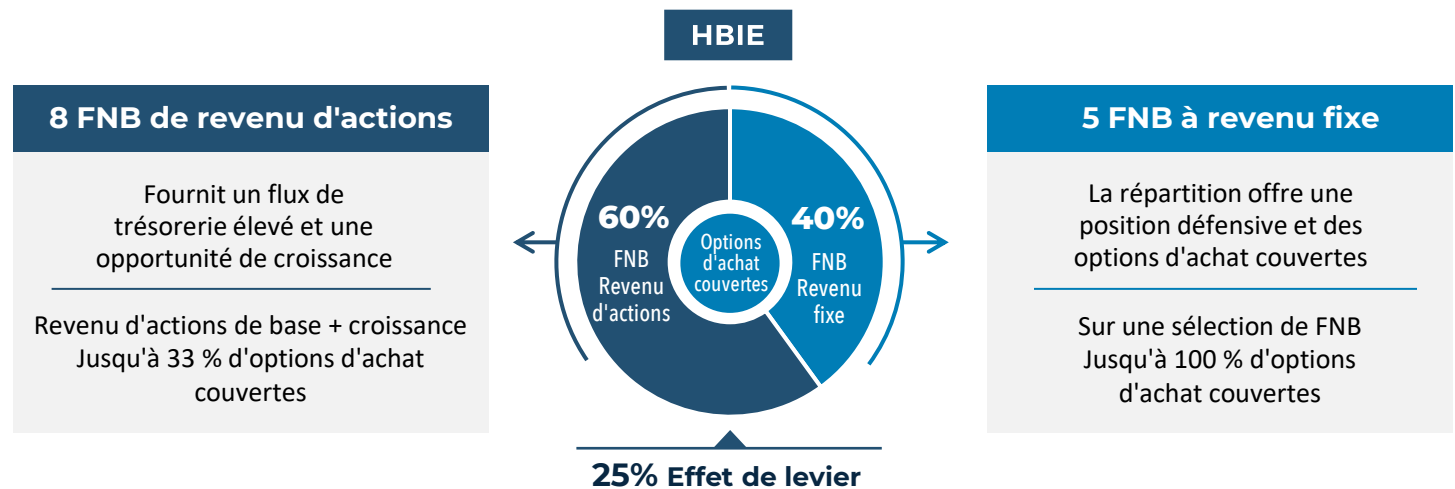 HBIE
8 FNB de revenu d'actions
Fournit un flux de
trésorerie élevé et une
opportunité de croissance
Revenu d'actions de base + croissance
Jusqu'à 33 % d'options d'achat
couvertes
60%
FNB
Revenu
d'actions
Options
d'achat
couvertes
40%
FNB
Revenu
fixe
25% Effet de levier
5 FNB à revenu fixe
La répartition offre une
position défensive et des
options d'achat couvertes
Sur une sélection de FNB
Jusqu'à 100 % d'options
d'achat couvertes